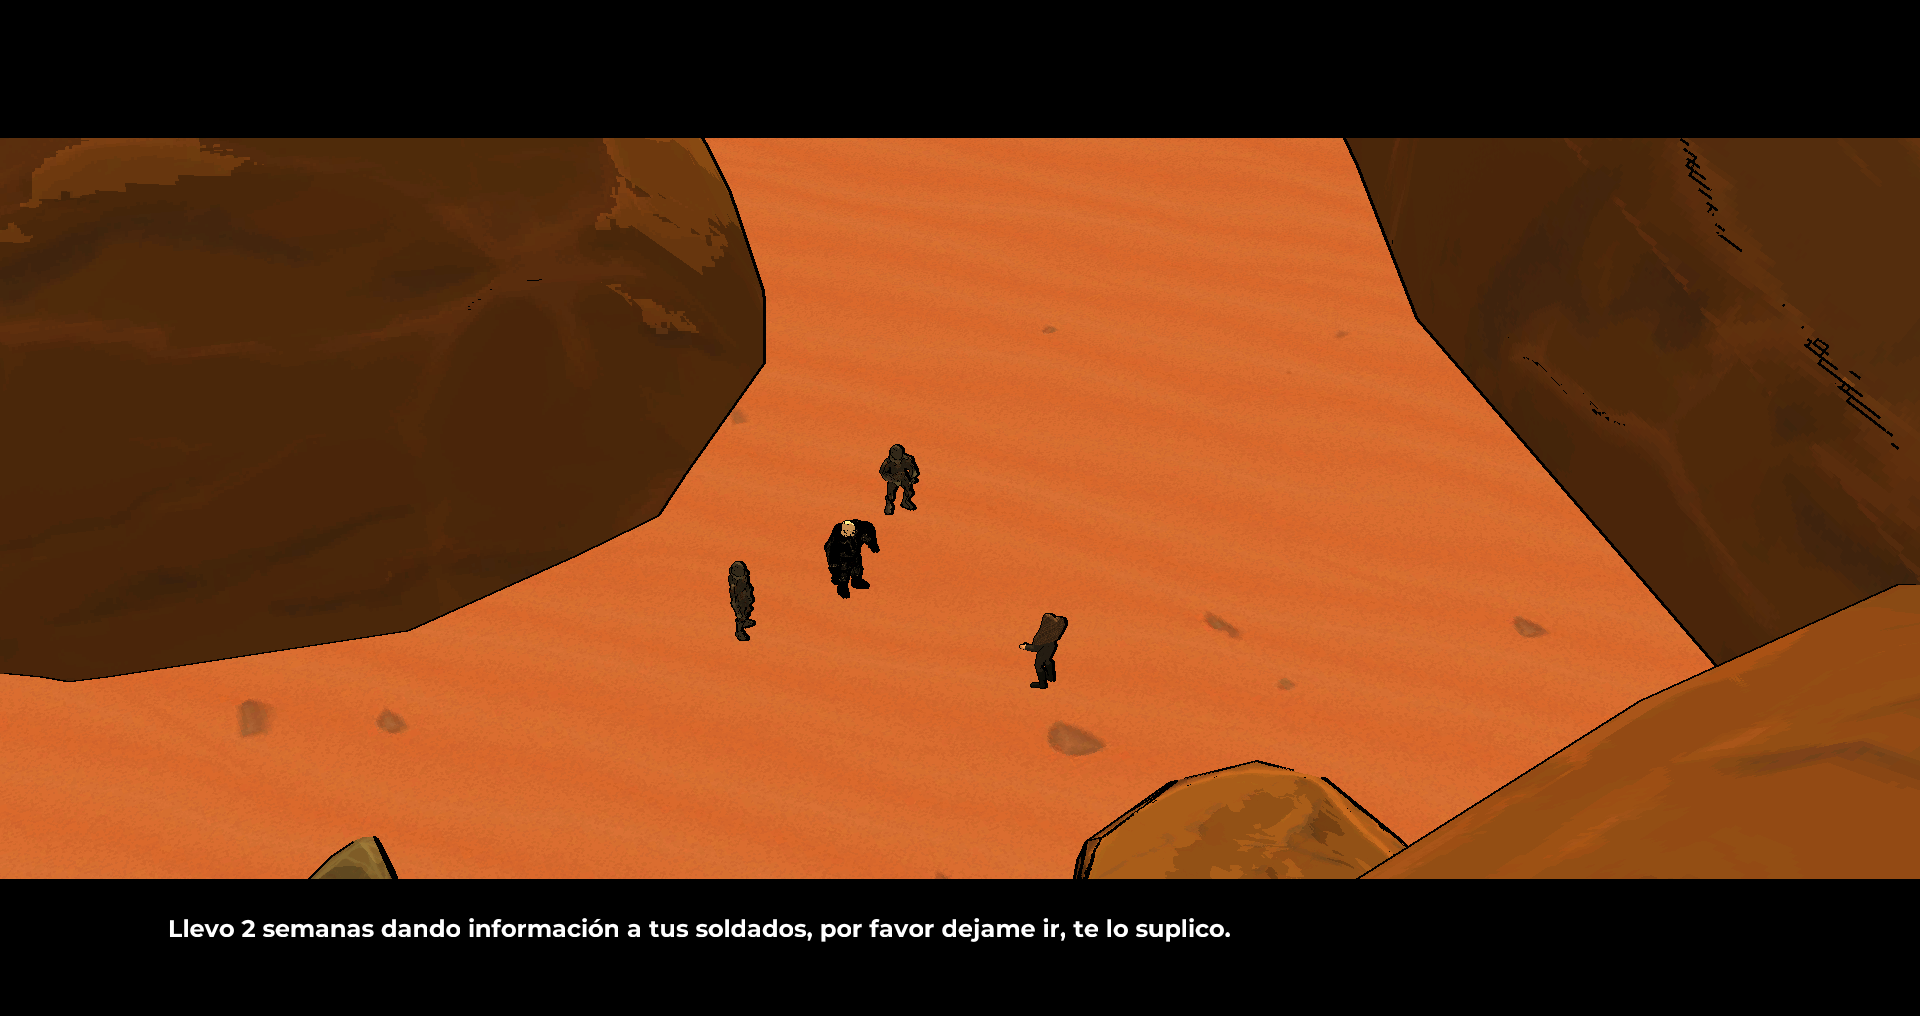 Llevo 2 semanas dando información a tus soldados, por favor dejame ir, te lo suplico.